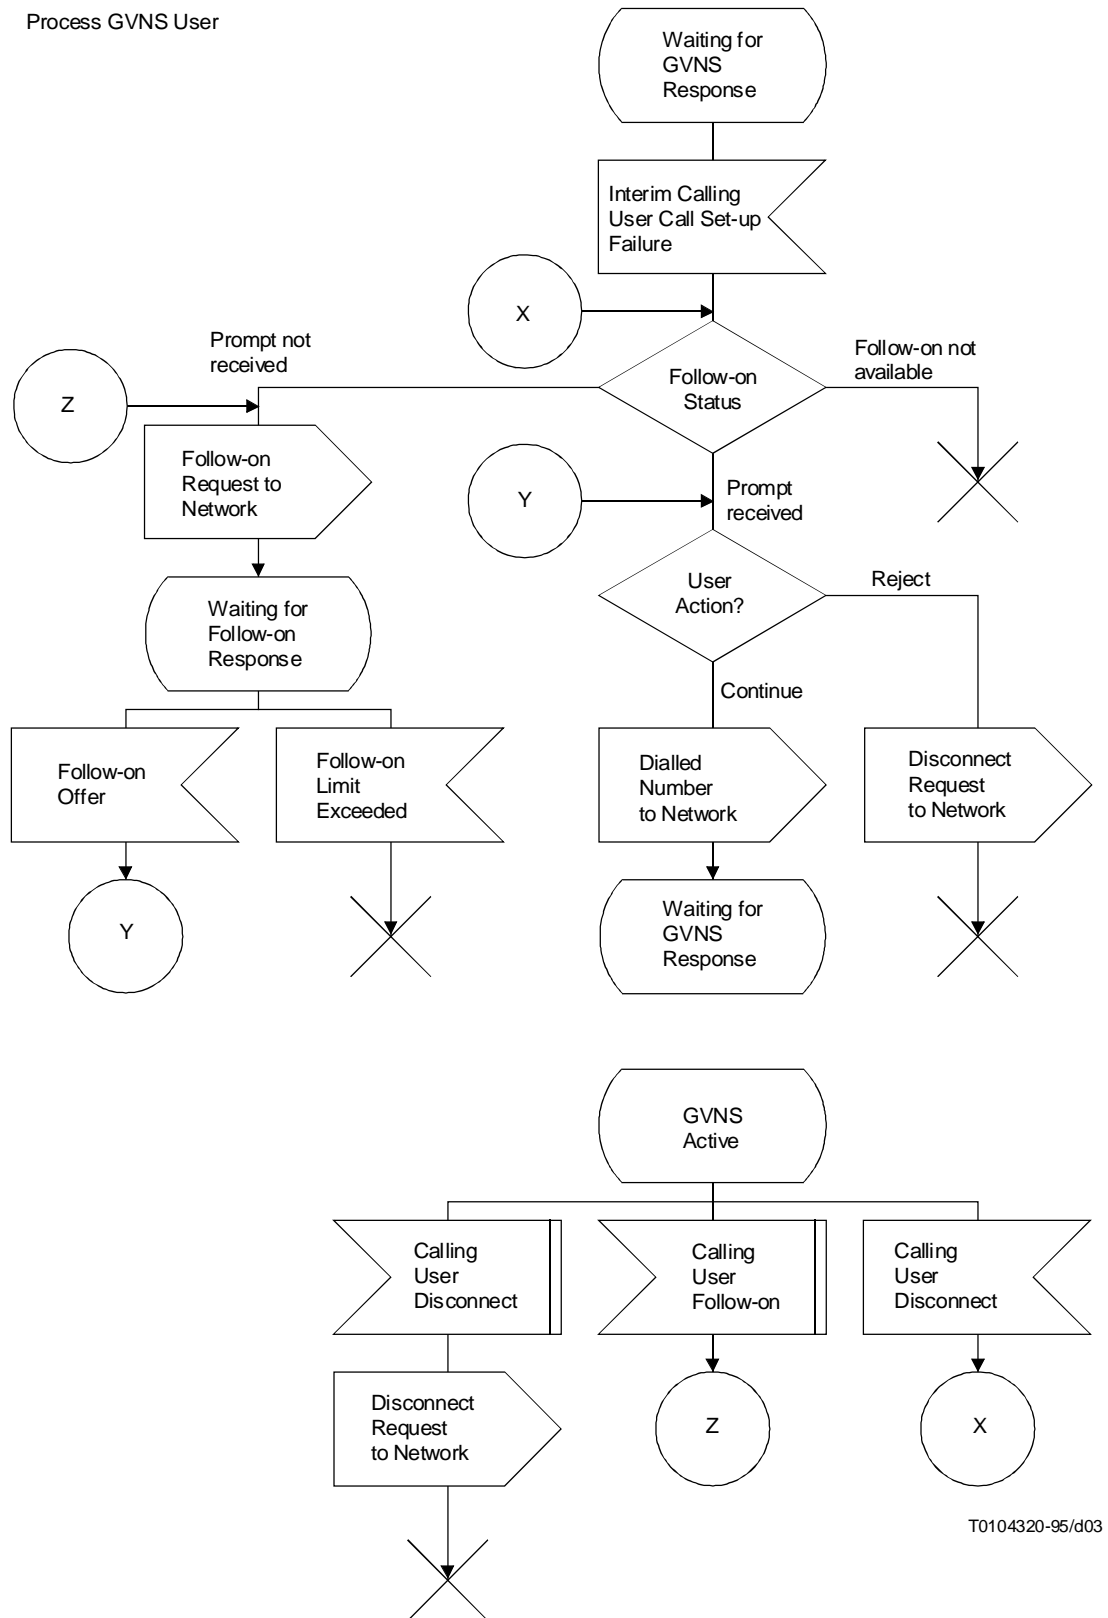 Process GVNS User
Waiting for
GVNS
Response
Interim Calling
User Call Set-up
Failure
X
Prompt not
received
Follow-on not
available
Z
Follow-on
Status
Follow-on
Request to
Network
Y
Prompt
received
User
Action?
Reject
Waiting for
Follow-on
Response
Continue
Follow-on
Offer
Follow-on
Limit
Exceeded
Dialled
Number
to Network
Disconnect
Request
to Network
Y
Waiting for
GVNS
Response
GVNS
Active
Calling
User
Disconnect
Calling
User
Follow-on
Calling
User
Disconnect
Disconnect
Request
to Network
Z
X
T0104320-95/d03